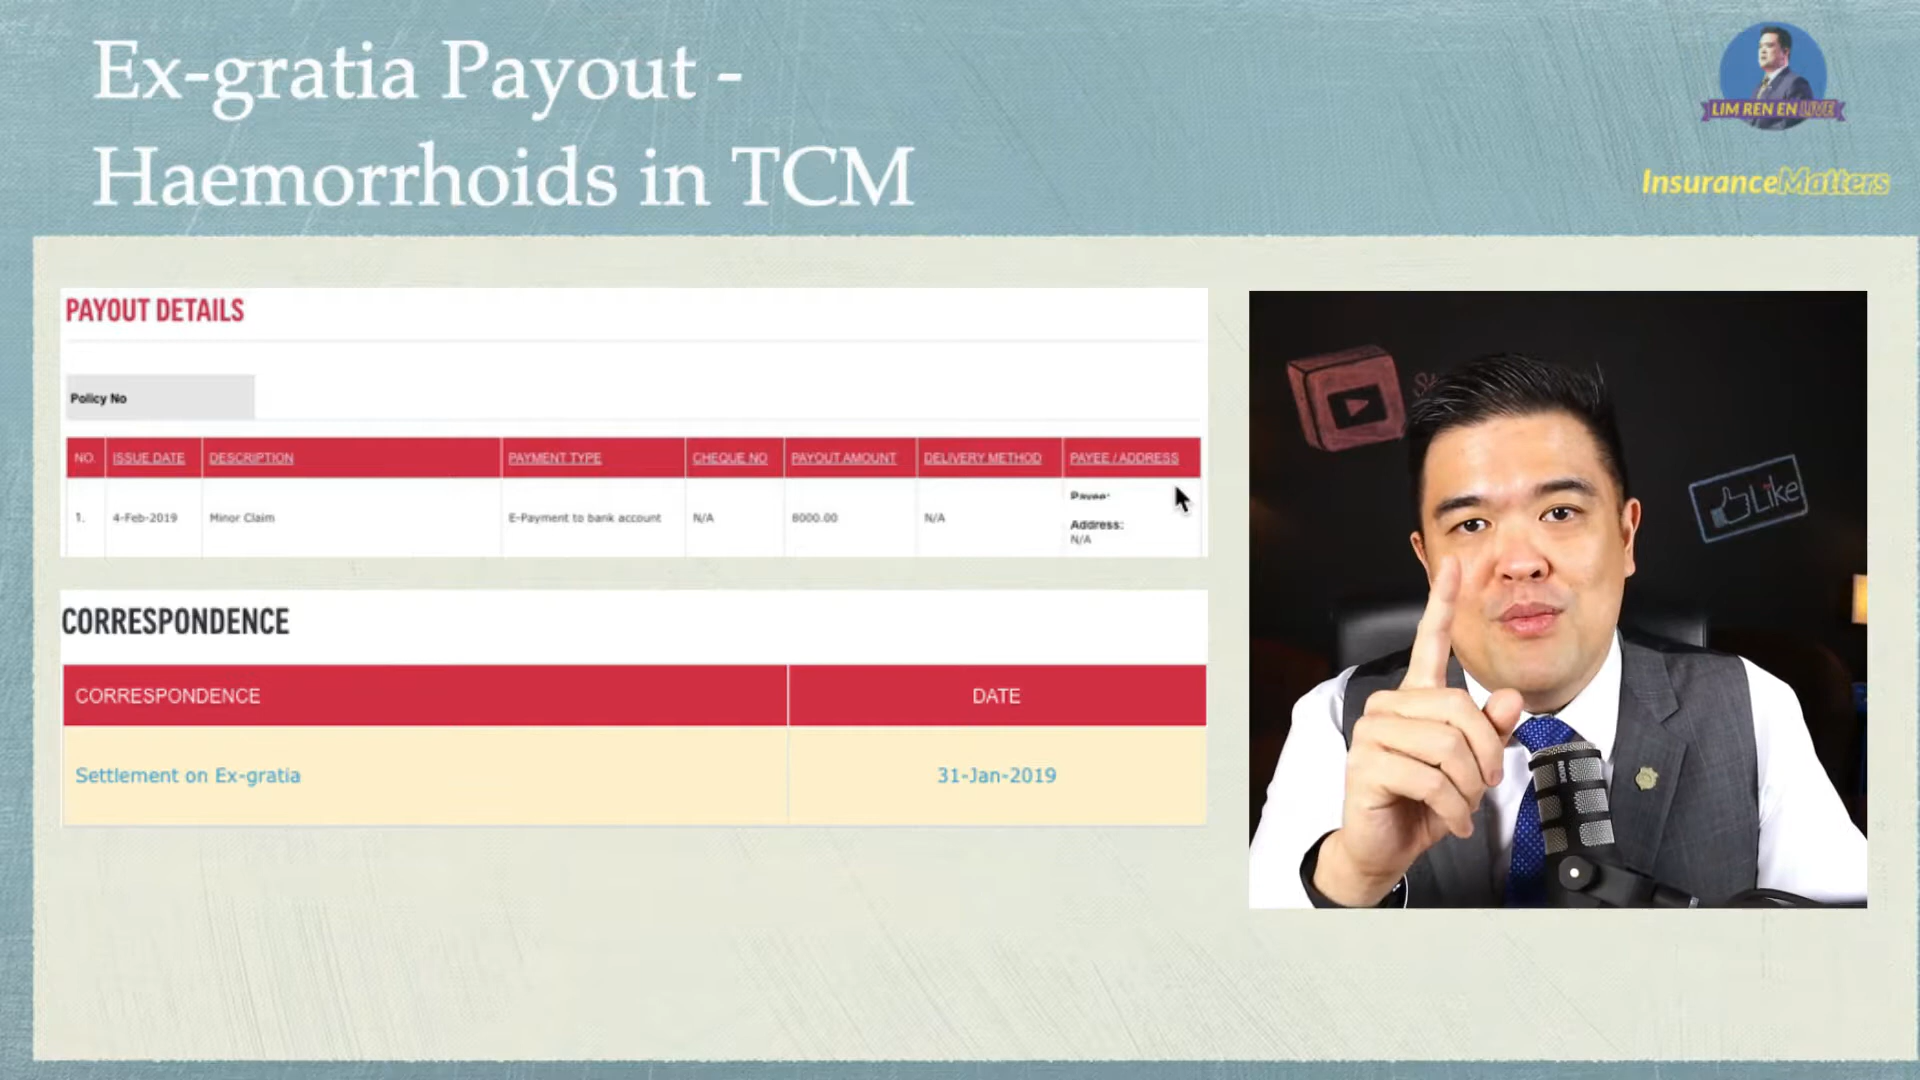 Ex-gratia Payout -
Haemorrhoids in TCM
LIM REN EN LIVE
InsuranceMatters
PAYOUT DETAILS
Policy No
NO. ISSUE DATE DESCRIPTION PAYMENT TYPE CHEQUE NO PAYOUT AMOUNT DELIVERY METHOD PAYEE / ADDRESS
Payee:
1. 4-Feb-2019 Minor Claim E-Payment to bank account N/A 8000.00 N/A
Address:
N/A
CORRESPONDENCE
CORRESPONDENCE DATE
Settlement on Ex-gratia 31-Jan-2019
Like
RODE